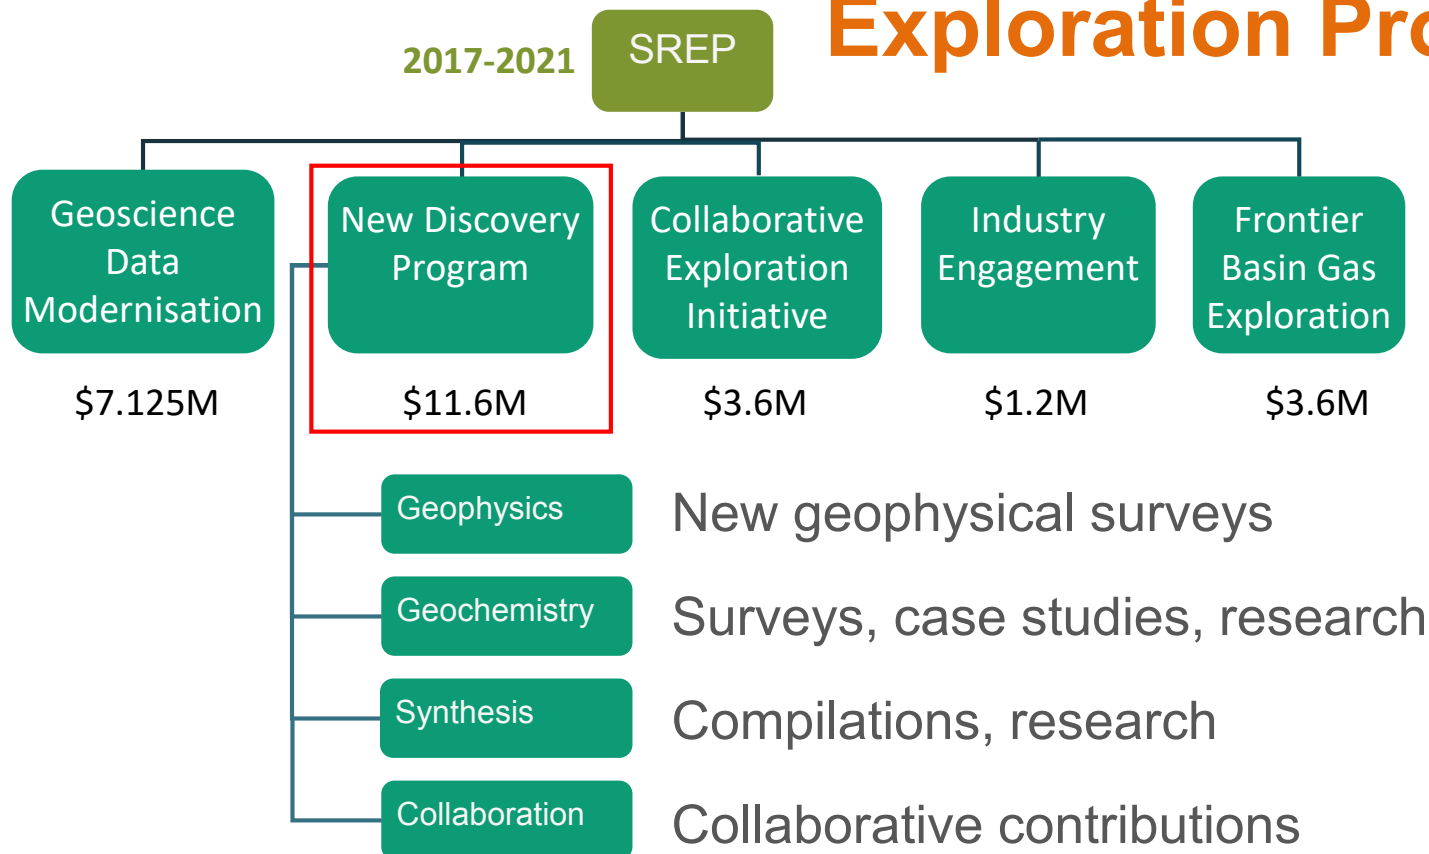 Exploration
2017-2021
SREP
Geoscience
Data
Modernisation
New Discovery
Program
Collaborative
Exploration
Initiative
Industry
Engagement
Frontier
Basin Gas
Exploration
$7.125M
$11.6M
$3.6M
$1.2M
$3.6M
Geophysics
New geophysical surveys
Geochemistry
Surveys, case studies, research
Synthesis
Compilations, research
Collaboration
Collaborative contributions